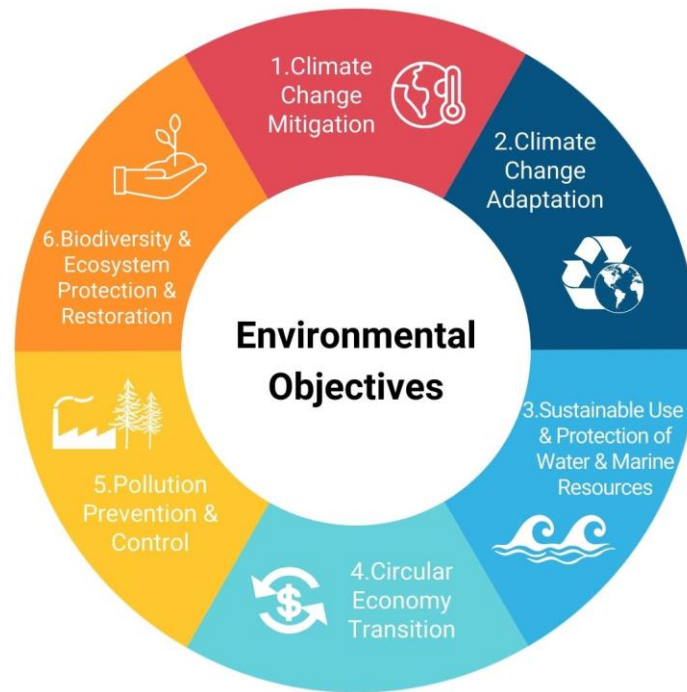 1.Climate
Change
Mitigation
2.Climate
Change
Adaptation
3.Sustainable Use
& Protection of
Water & Marine
Resources
4.Circular
Economy
Transition
5.Pollution
Prevention &
Control
6.Biodiversity &
Ecosystem
Protection &
Restoration
Environmental
Objectives
$